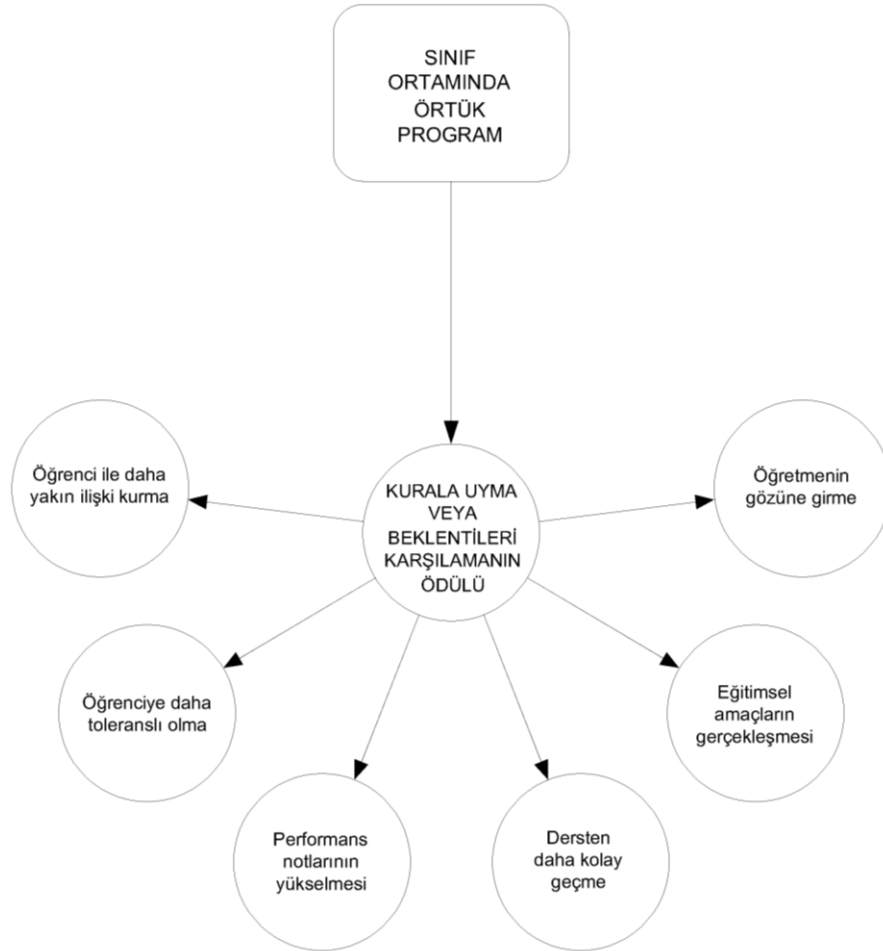 SINIF
ORTAMINDA
ÖRTÜK
PROGRAM
Öğrenci ile daha
yakın ilişki kurma
KURALA UYMA
VEYA
BEKLENTİLERİ
KARŞILAMANIN
ÖDÜLÜ
Öğretmenin
gözüne girme
Öğrenciye daha
toleranslı olma
Eğitimsel
amaçların
gerçekleşmesi
Performans
notlarının
yükselmesi
Dersten
daha kolay
geçme